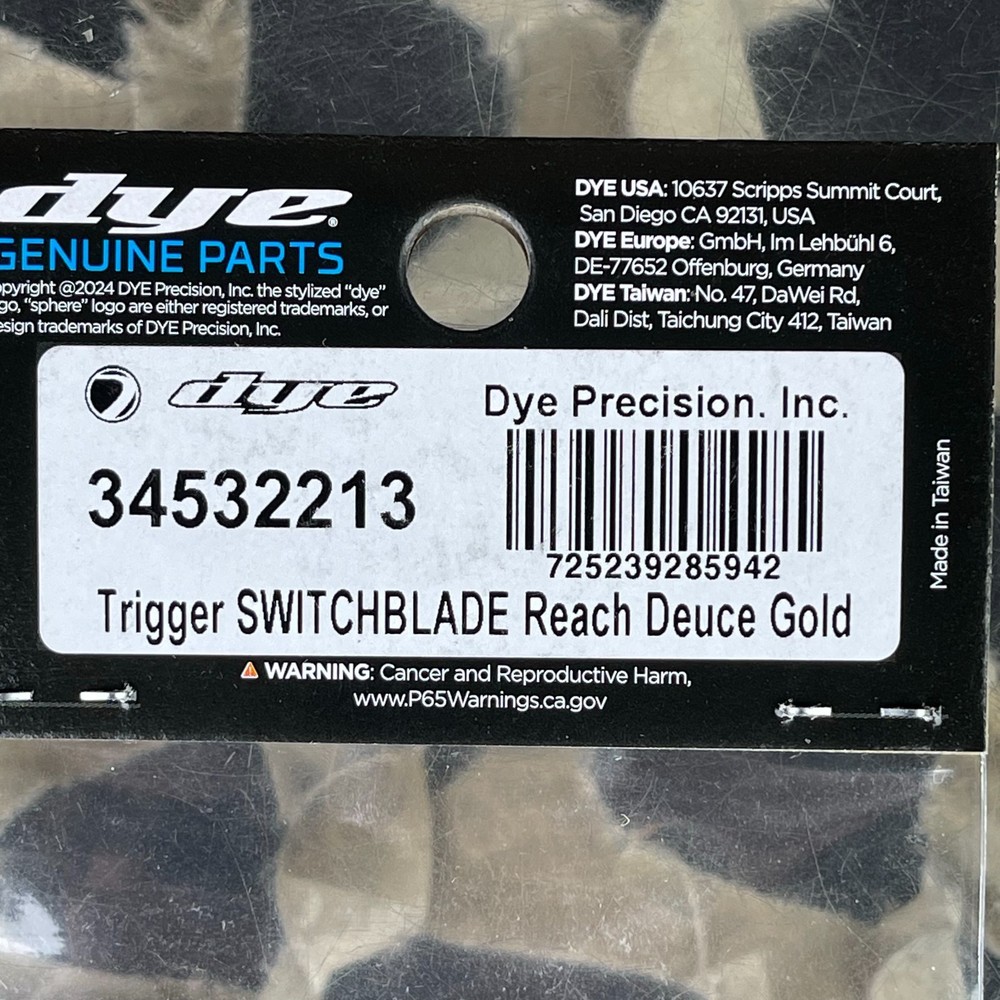 dye®
GENUINE PARTS
opyright @2024 DYE Precision, Inc. the stylized "dye"
go, "sphere" logo are either registered trademarks, or
esign trademarks of DYE Precision, Inc.
DYE USA: 10637 Scripps Summit Court,
San Diego CA 92131, USA
DYE Europe: GmbH, Im Lehbühl 6,
DE-77652 Offenburg, Germany
DYE Taiwan: No. 47, DaWei Rd,
Dali Dist, Taichung City 412, Taiwan
dye
Dye Precision. Inc.
34532213
725239285942
Trigger SWITCHBLADE Reach Deuce Gold
Made in Taiwan
WARNING: Cancer and Reproductive Harm,
www.P65Warnings.ca.gov